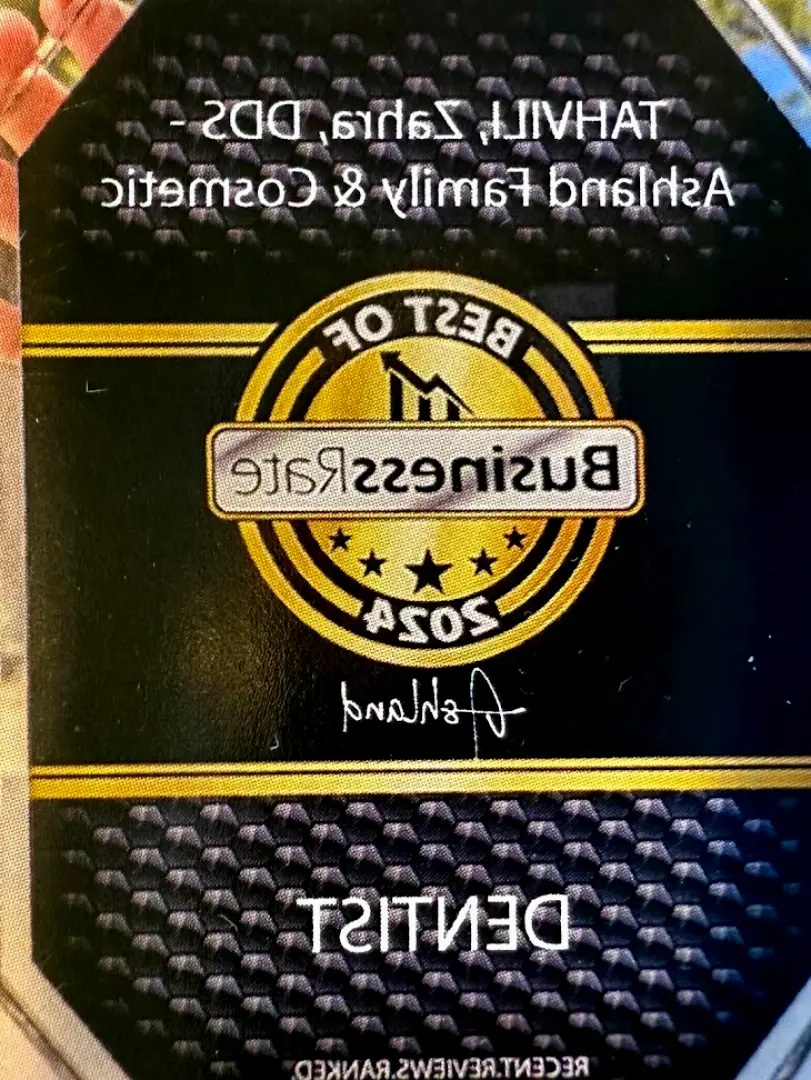 TAHVILI, Zahra, DDS -
Ashland Family & Cosmetic
BEST OF
BusinessRate
2024
Ashland
DENTIST
RECENT.REVIEWS.RANKED.